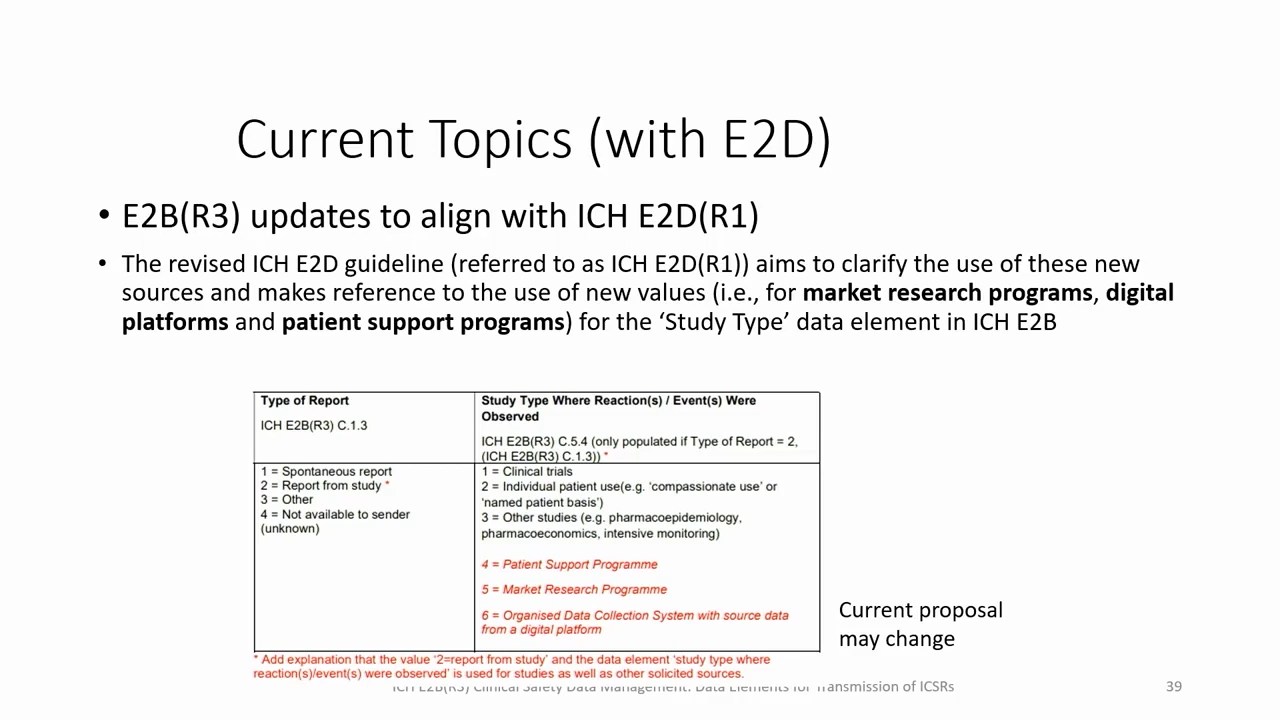 Current Topics (with E2D)
• E2B(R3) updates to align with ICH E2D(R1)
• The revised ICH E2D guideline (referred to as ICH E2D(R1)) aims to clarify the use of these new
sources and makes reference to the use of new values (i.e., for market research programs, digital
platforms and patient support programs) for the ‘Study Type’ data element in ICH E2B
Type of Report
ICH E2B(R3) C.1.3
Study Type Where Reaction(s) / Event(s) Were
Observed
ICH E2B(R3) C.5.4 (only populated if Type of Report = 2,
(ICH E2B(R3) C.1.3)) *
1 = Spontaneous report
2 = Report from study *
3 = Other
4 = Not available to sender
(unknown)
1 = Clinical trials
2 = Individual patient use(e.g. ‘compassionate use’ or
‘named patient basis’)
3 = Other studies (e.g. pharmacoepidemiology,
pharmacoeconomics, intensive monitoring)
4 = Patient Support Programme
5 = Market Research Programme
6 = Organised Data Collection System with source data
from a digital platform
* Add explanation that the value ‘2=report from study’ and the data element ‘study type where
reaction(s)/event(s) were observed’ is used for studies as well as other solicited sources.
Current proposal
may change
ICH E2B(R3) Clinical Safety Data Management: Data Elements for Transmission of ICSRs
39